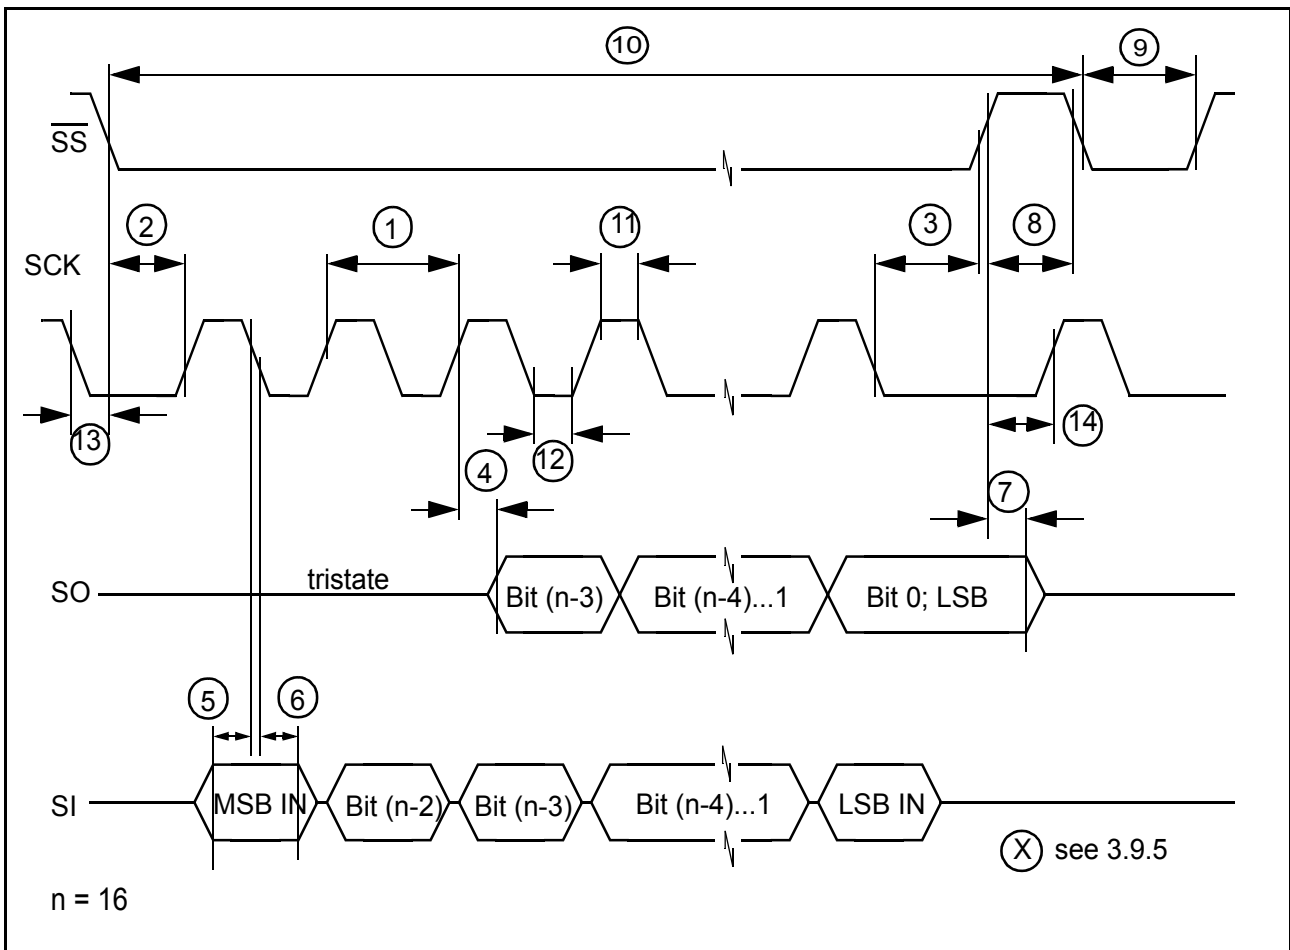 10
9
SS
2
1
11
3
8
SCK
13
12
14
4
7
SO
tristate
Bit (n-3)
Bit (n-4)...1
Bit 0; LSB
5
6
SI
MSB IN
Bit (n-2)
Bit (n-3)
Bit (n-4)...1
LSB IN
X see 3.9.5
n = 16